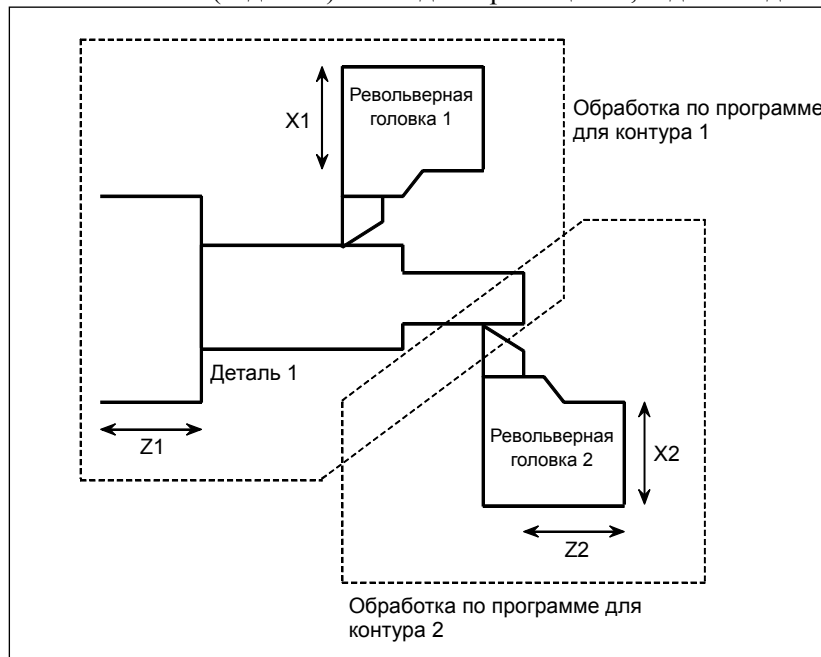 Револьверная
головка 1
X1
Обработка по программе
для контура 1
Деталь 1
Z1
Револьверная
головка 2
X2
Z2
Обработка по программе для
контура 2